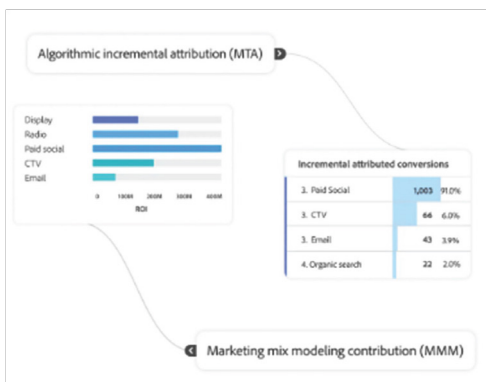 Algorithmic incremental attribution (MTA)
Display
Radio
Paid social
CTV
Email
0 100M 200M 300M 400M
ROI
Incremental attributed conversions
3. Paid Social 1,003 91.0%
3. CTV 66 6.0%
3. Email 43 3.9%
4. Organic search 22 2.0%
Marketing mix modeling contribution (MMM)